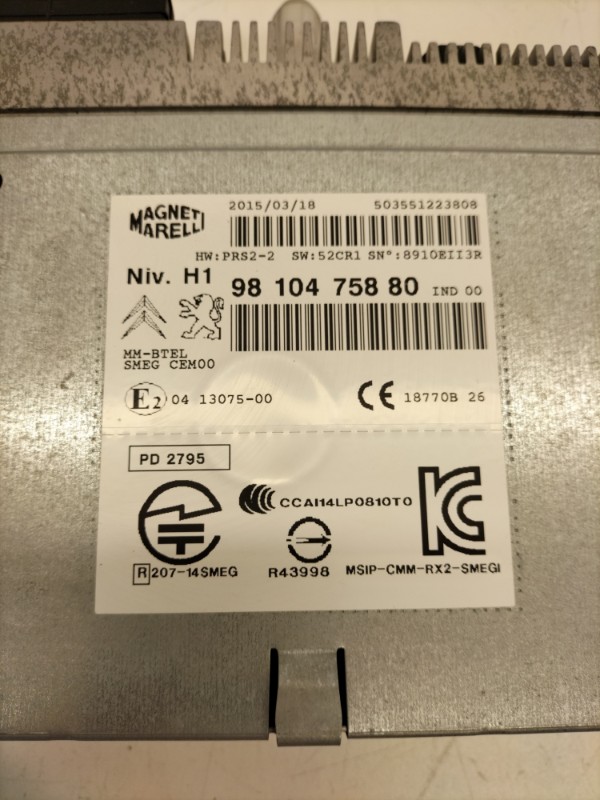 MAGNETI
MARELLI
2015/03/18 503551223808
HW:PRS2-2 SW:52CR1 SN°:8910EII3R
Niv. H1
98 104 758 80 IND 00
MM-BTEL
SMEG CEM00
E2 04 13075-00
CE 18770B 26
PD 2795
CCAI14LP0810T0
R 207-14SMEG
R43998
MSIP-CMM-RX2-SMEGI